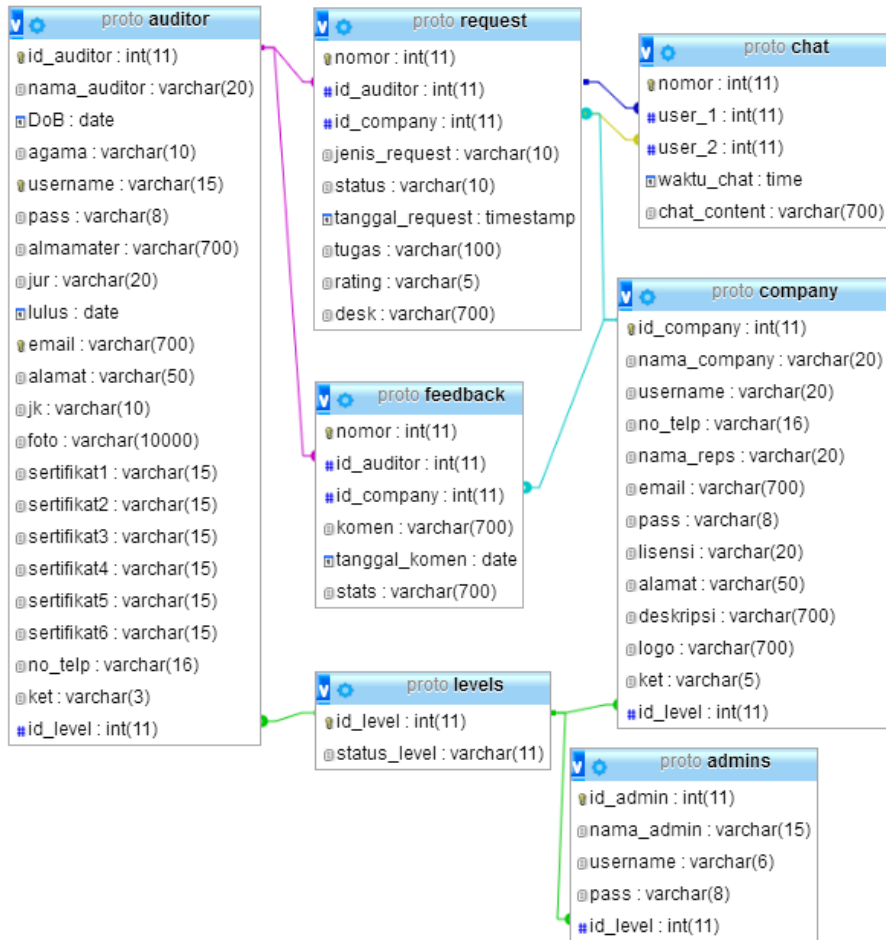 proto auditor
id_auditor : int(11)
nama_auditor : varchar(20)
DoB : date
agama : varchar(10)
username : varchar(15)
pass : varchar(8)
almamater : varchar(700)
jur : varchar(20)
lulus : date
email : varchar(700)
alamat : varchar(50)
jk : varchar(10)
foto : varchar(10000)
sertifikat1 : varchar(15)
sertifikat2 : varchar(15)
sertifikat3 : varchar(15)
sertifikat4 : varchar(15)
sertifikat5 : varchar(15)
sertifikat6 : varchar(15)
no_telp : varchar(16)
ket : varchar(3)
id_level : int(11)
proto request
nomor : int(11)
id_auditor : int(11)
id_company : int(11)
jenis_request : varchar(10)
status : varchar(10)
tanggal_request : timestamp
tugas : varchar(100)
rating : varchar(5)
desk : varchar(700)
proto chat
nomor : int(11)
user_1 : int(11)
user_2 : int(11)
waktu_chat : time
chat_content : varchar(700)
proto feedback
nomor : int(11)
id_auditor : int(11)
id_company : int(11)
komen : varchar(700)
tanggal_komen : date
stats : varchar(700)
proto company
id_company : int(11)
nama_company : varchar(20)
username : varchar(20)
no_telp : varchar(16)
nama_reps : varchar(20)
email : varchar(700)
pass : varchar(8)
lisensi : varchar(20)
alamat : varchar(50)
deskripsi : varchar(700)
logo : varchar(700)
ket : varchar(5)
id_level : int(11)
proto levels
id_level : int(11)
status_level : varchar(11)
proto admins
id_admin : int(11)
nama_admin : varchar(15)
username : varchar(6)
pass : varchar(8)
id_level : int(11)